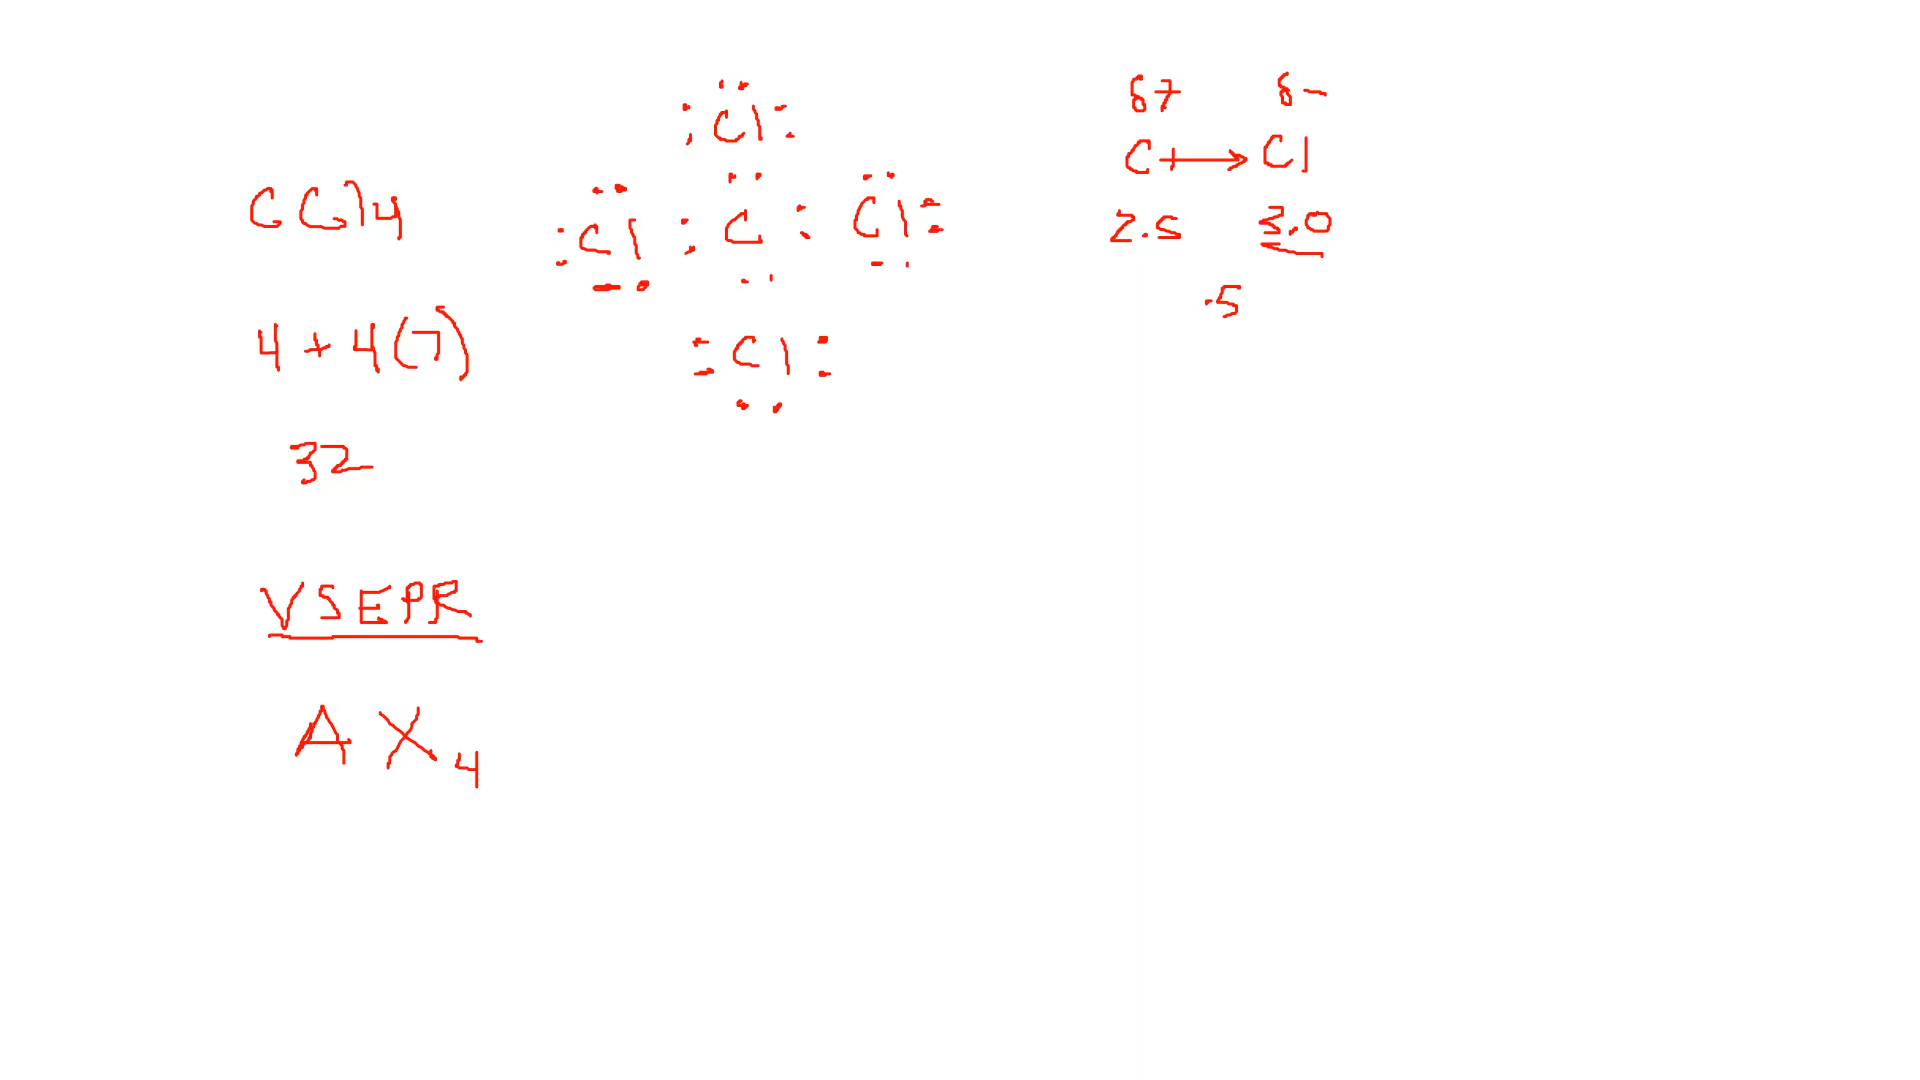 CCl4
4 + 4(7)
32
VSEPR
AX4
Cl
Cl : C : Cl
Cl
δ+ δ-
C Cl
2.5 3.0
.5